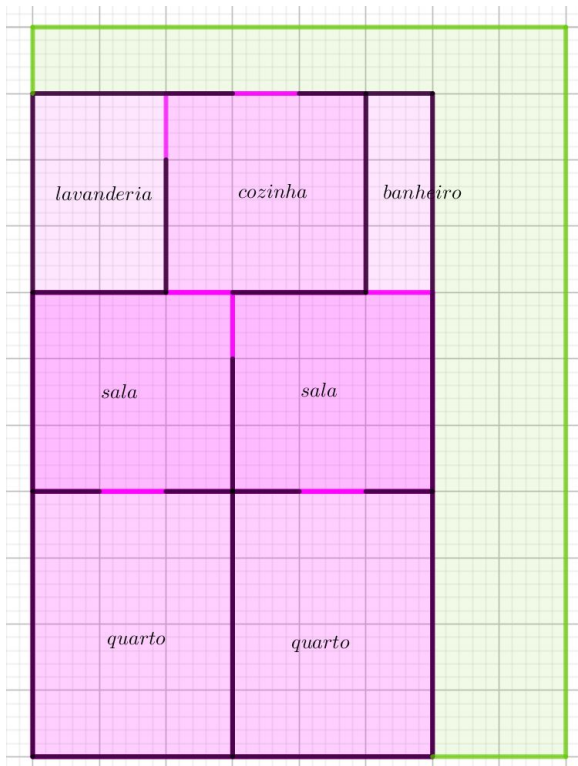 lavanderia
cozinha
banheiro
sala
sala
quarto
quarto